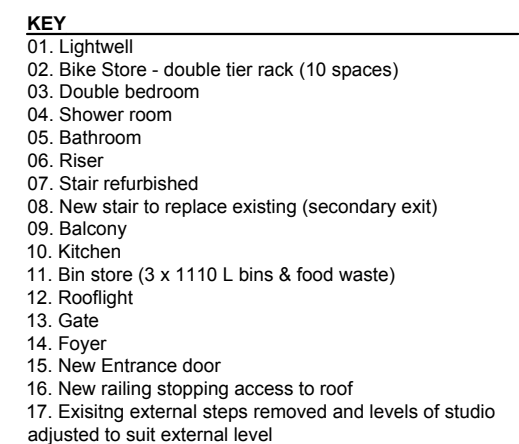 KEY
01. Lightwell
02. Bike Store - double tier rack (10 spaces)
03. Double bedroom
04. Shower room
05. Bathroom
06. Riser
07. Stair refurbished
08. New stair to replace existing (secondary exit)
09. Balcony
10. Kitchen
11. Bin store (3 x 1110 L bins & food waste)
12. Rooflight
13. Gate
14. Foyer
15. New Entrance door
16. New railing stopping access to roof
17. Exisitng external steps removed and levels of studio
adjusted to suit external level